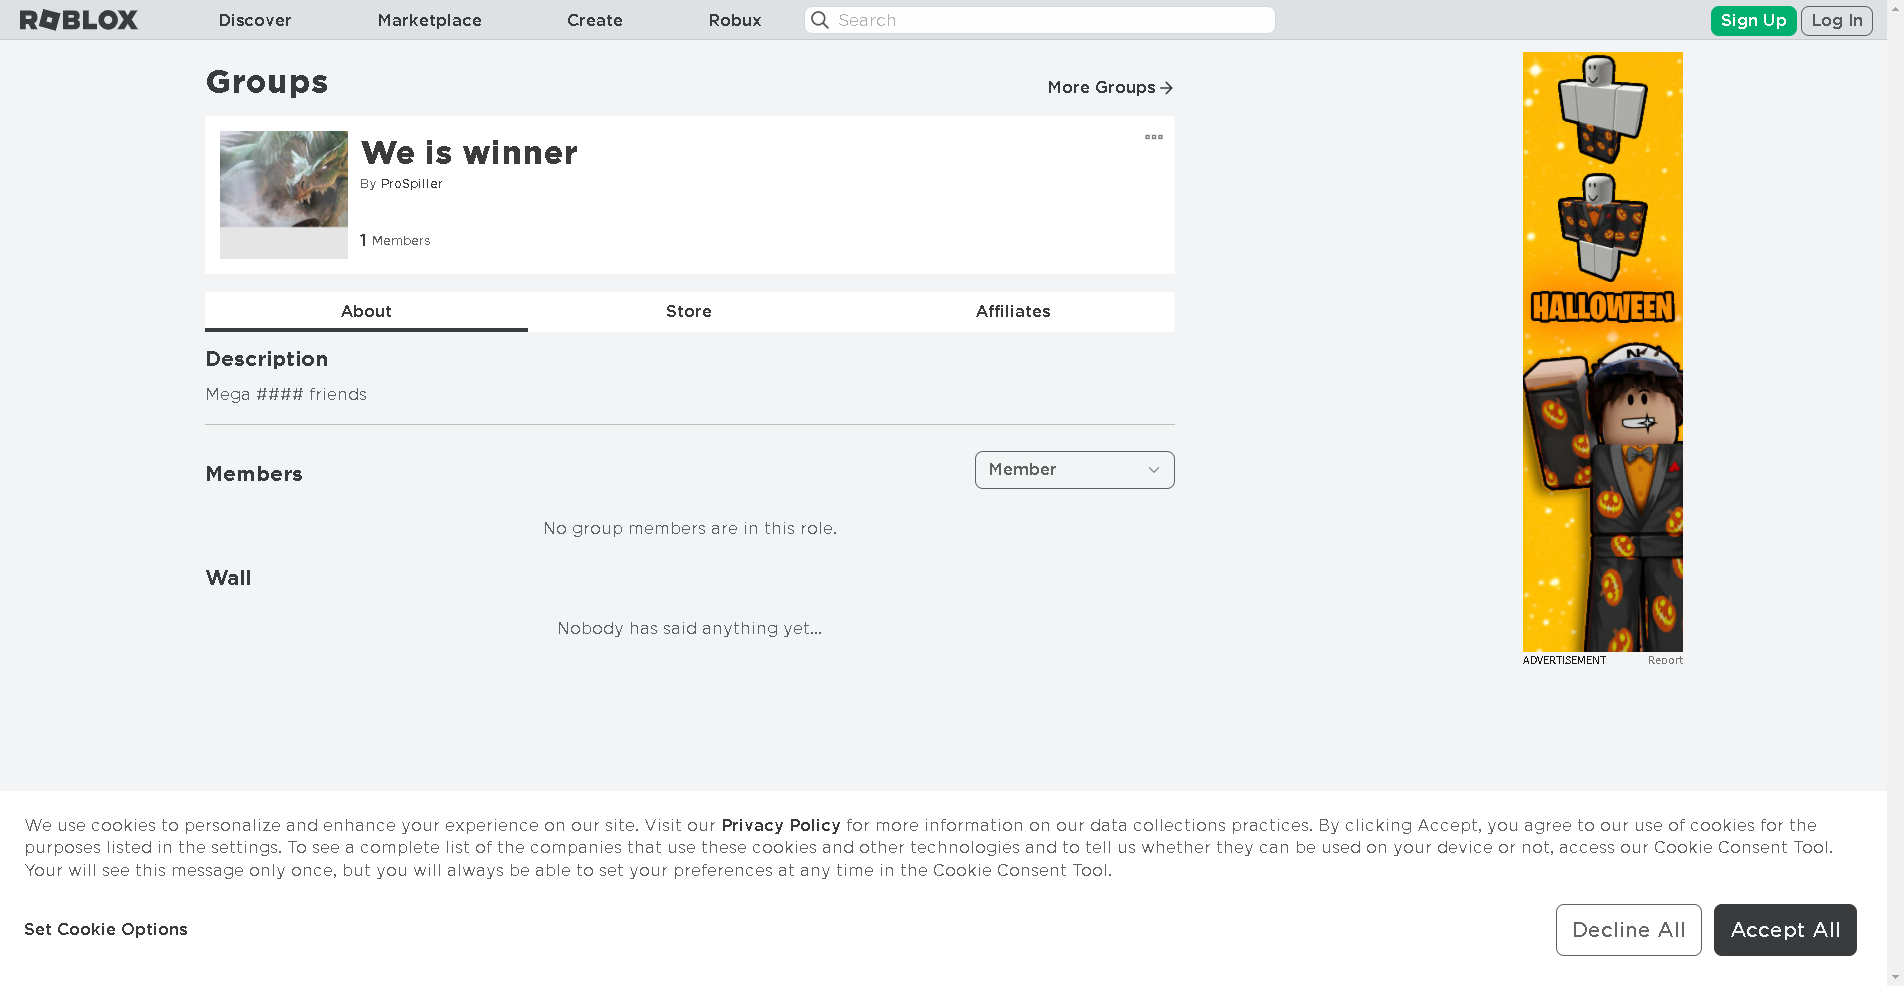 ROBLOX
Discover
Marketplace
Create
Robux
Search
Sign Up
Log In
Groups
More Groups
We is winner
By ProSpiller
1 Members
About
Store
Affiliates
Description
Mega #### friends
Members
Member
No group members are in this role.
Wall
Nobody has said anything yet...
HALLOWEEN
ADVERTISEMENT
Report
We use cookies to personalize and enhance your experience on our site. Visit our Privacy Policy for more information on our data collections practices. By clicking Accept, you agree to our use of cookies for the
purposes listed in the settings. To see a complete list of the companies that use these cookies and other technologies and to tell us whether they can be used on your device or not, access our Cookie Consent Tool.
Your will see this message only once, but you will always be able to set your preferences at any time in the Cookie Consent Tool.
Set Cookie Options
Decline All
Accept All